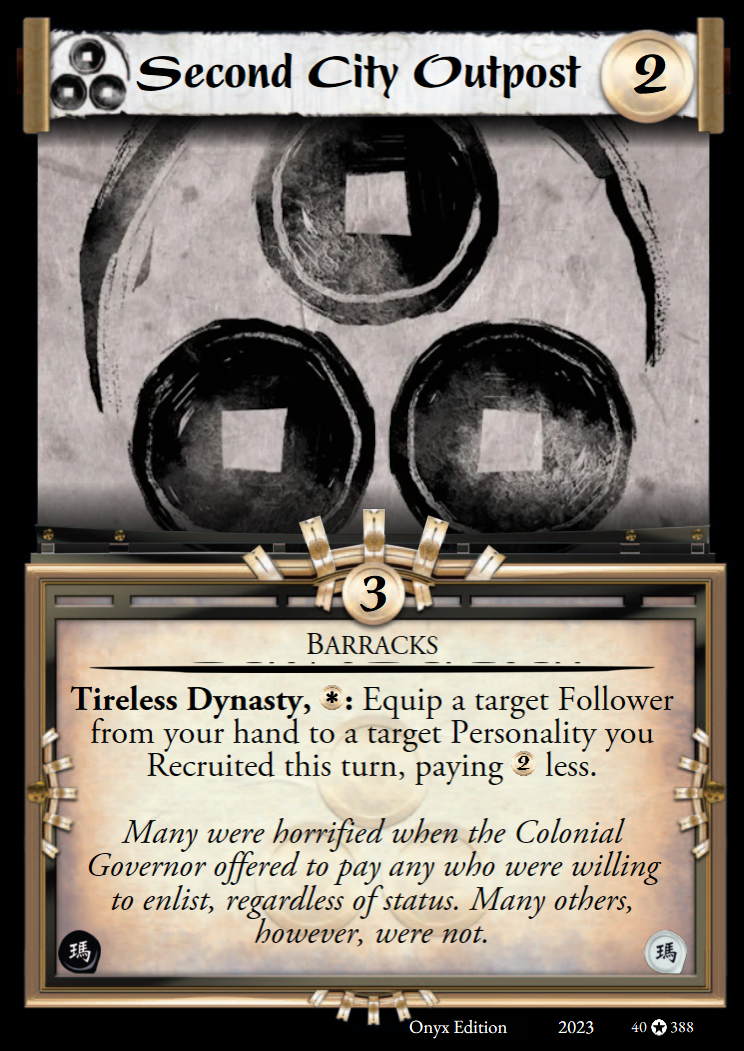 Second City Outpost 2
3
Barracks
Tireless Dynasty, *: Equip a target Follower
from your hand to a target Personality you
Recruited this turn, paying 2 less.
Many were horrified when the Colonial
Governor offered to pay any who were willing
to enlist, regardless of status. Many others,
however, were not.
瑪 瑪
Onyx Edition 2023 40 ✪ 388